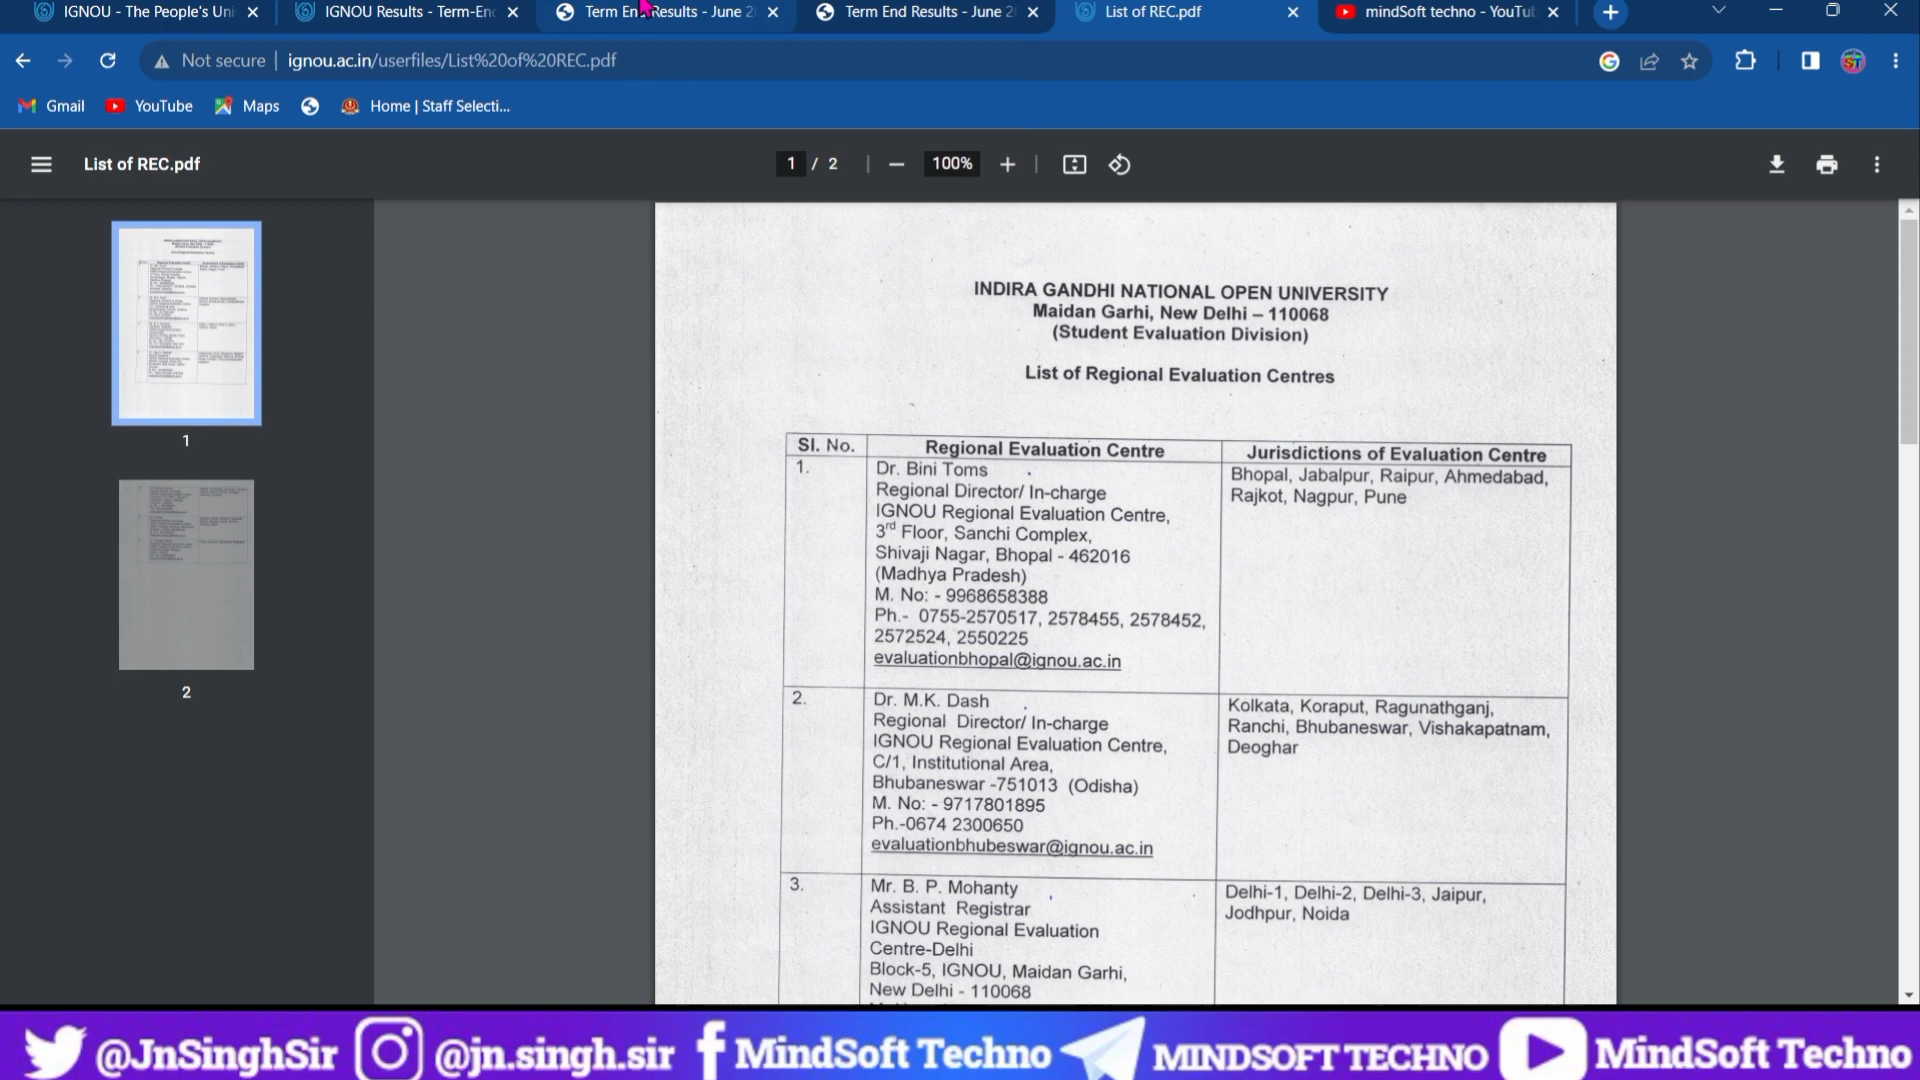 IGNOU - The People's Uni
IGNOU Results - Term-En
Term En Results - June 2
Term End Results - June 2
List of REC.pdf
mindSoft techno - YouTu
Not secure
ignou.ac.in/userfiles/List%20of%20REC.pdf
ST
Gmail
YouTube
Maps
Home | Staff Selecti...
List of REC.pdf
1 / 2
100%
1
2
INDIRA GANDHI NATIONAL OPEN UNIVERSITY
Maidan Garhi, New Delhi – 110068
(Student Evaluation Division)
List of Regional Evaluation Centres
Sl. No. Regional Evaluation Centre Jurisdictions of Evaluation Centre
1.
Dr. Bini Toms
Regional Director/ In-charge
IGNOU Regional Evaluation Centre,
3rd Floor, Sanchi Complex,
Shivaji Nagar, Bhopal - 462016
(Madhya Pradesh)
M. No: - 9968658388
Ph.- 0755-2570517, 2578455, 2578452,
2572524, 2550225
evaluationbhopal@ignou.ac.in
Bhopal, Jabalpur, Raipur, Ahmedabad,
Rajkot, Nagpur, Pune
2.
Dr. M.K. Dash
Regional Director/ In-charge
IGNOU Regional Evaluation Centre,
C/1, Institutional Area,
Bhubaneswar -751013 (Odisha)
M. No: - 9717801895
Ph.-0674 2300650
evaluationbhubeswar@ignou.ac.in
Kolkata, Koraput, Ragunathganj,
Ranchi, Bhubaneswar, Vishakapatnam,
Deoghar
3.
Mr. B. P. Mohanty
Assistant Registrar
IGNOU Regional Evaluation
Centre-Delhi
Block-5, IGNOU, Maidan Garhi,
New Delhi - 110068
Delhi-1, Delhi-2, Delhi-3, Jaipur,
Jodhpur, Noida
@JnSinghSir
@jn.singh.sir
MindSoft Techno
MINDSOFT TECHNO
MindSoft Techno